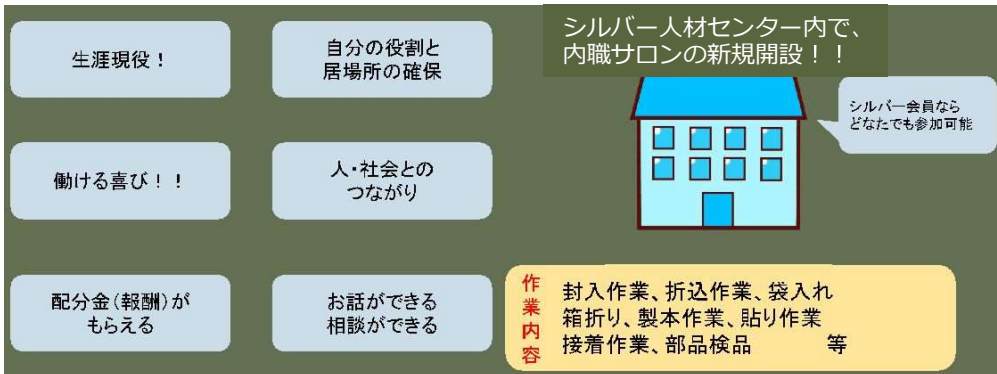 生涯現役！
自分の役割と
居場所の確保
働ける喜び！！
人・社会との
つながり
配分金（報酬）が
もらえる
お話ができる
相談ができる
シルバー人材センター内で、
内職サロンの新規開設！！
シルバー会員なら
どなたでも参加可能
作業内容
封入作業、折込作業、袋入れ
箱折り、製本作業、貼り作業
接着作業、部品検品　　　等